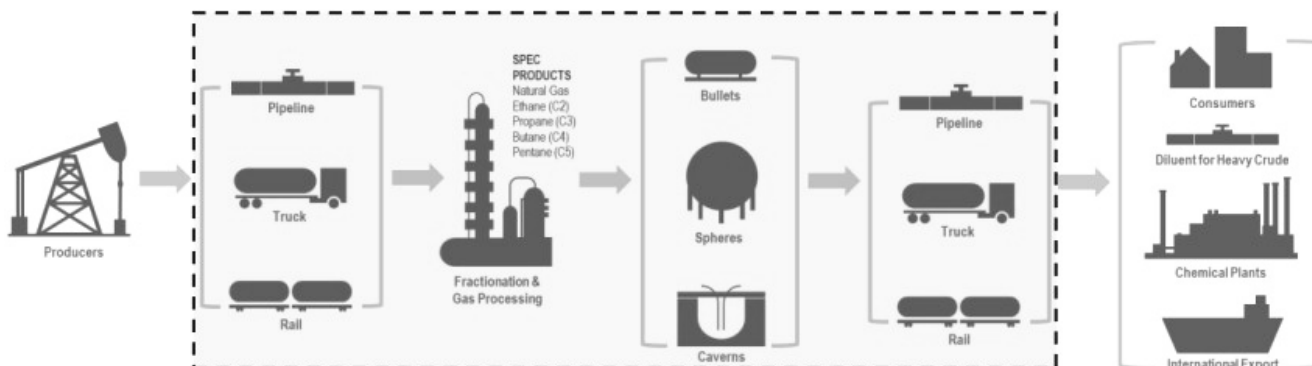 Producers
Pipeline
Truck
Rail
SPEC
PRODUCTS
Natural Gas
Ethane (C2)
Propane (C3)
Butane (C4)
Pentane (C5)
Fractionation &
Gas Processing
Bullets
Spheres
Caverns
Pipeline
Truck
Rail
Consumers
Diluent for Heavy Crude
Chemical Plants
International Export